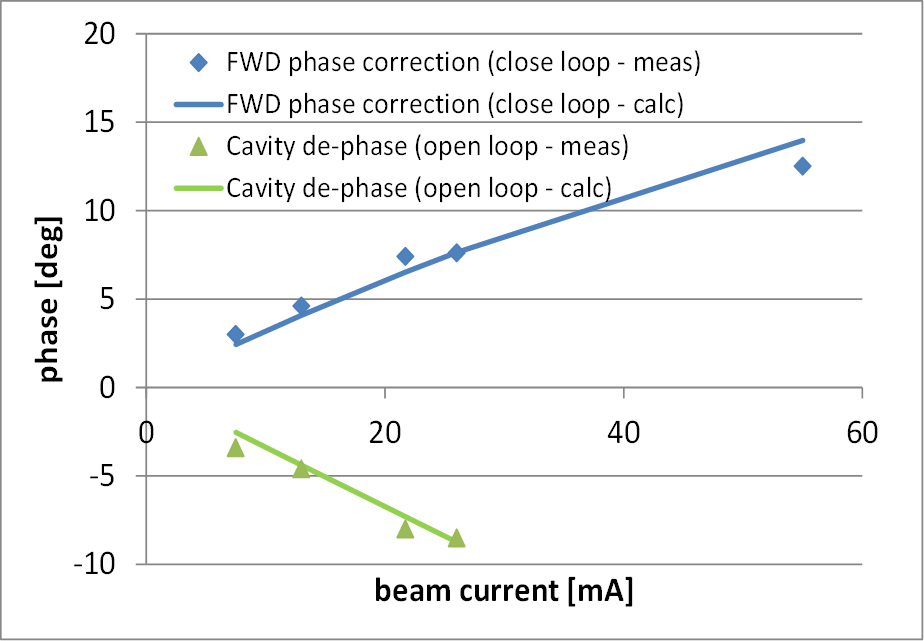 20
FWD phase correction (close loop - meas)
FWD phase correction (close loop - calc)
15
Cavity de-phase (open loop - meas)
Cavity de-phase (open loop - calc)
10
phase [deg]
5
0
0
20
40
60
-5
-10
beam current [mA]